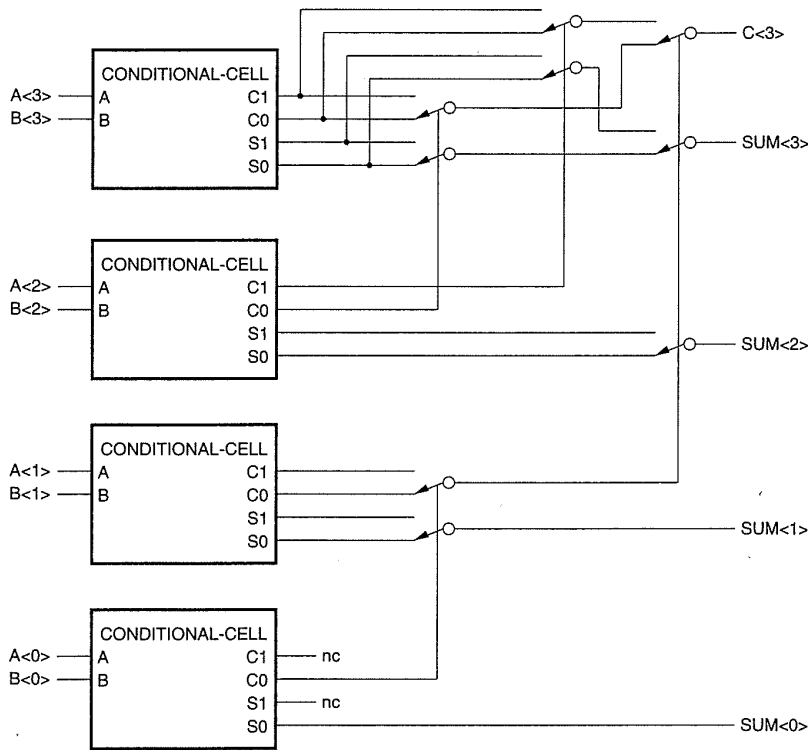 C<3>
CONDITIONAL-CELL
A<3> A C1
B<3> B C0
S1
S0
SUM<3>
CONDITIONAL-CELL
A<2> A C1
B<2> B C0
S1
S0
SUM<2>
CONDITIONAL-CELL
A<1> A C1
B<1> B C0
S1
S0
SUM<1>
CONDITIONAL-CELL
A<0> A C1 nc
B<0> B C0
S1 nc
S0
SUM<0>